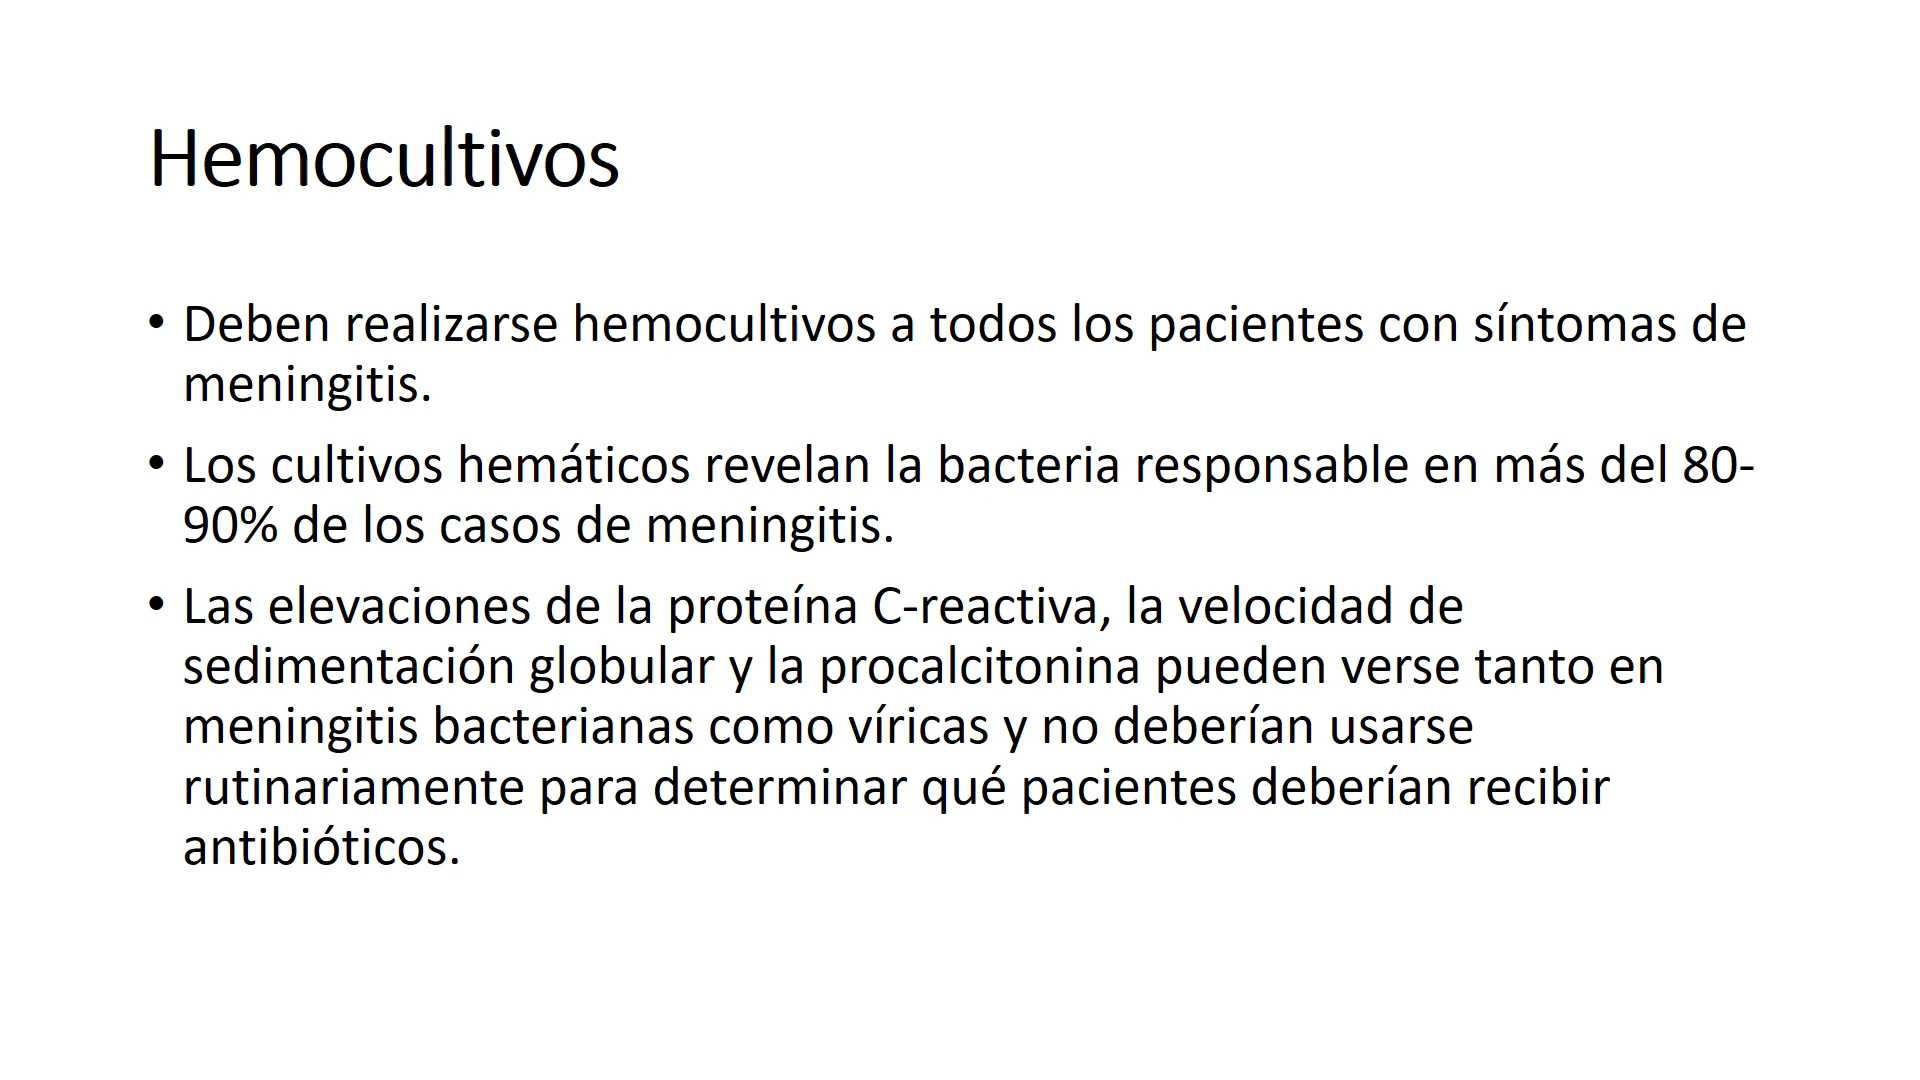 Hemocultivos
• Deben realizarse hemocultivos a todos los pacientes con síntomas de
meningitis.
• Los cultivos hemáticos revelan la bacteria responsable en más del 80-
90% de los casos de meningitis.
• Las elevaciones de la proteína C-reactiva, la velocidad de
sedimentación globular y la procalcitonina pueden verse tanto en
meningitis bacterianas como víricas y no deberían usarse
rutinariamente para determinar qué pacientes deberían recibir
antibióticos.